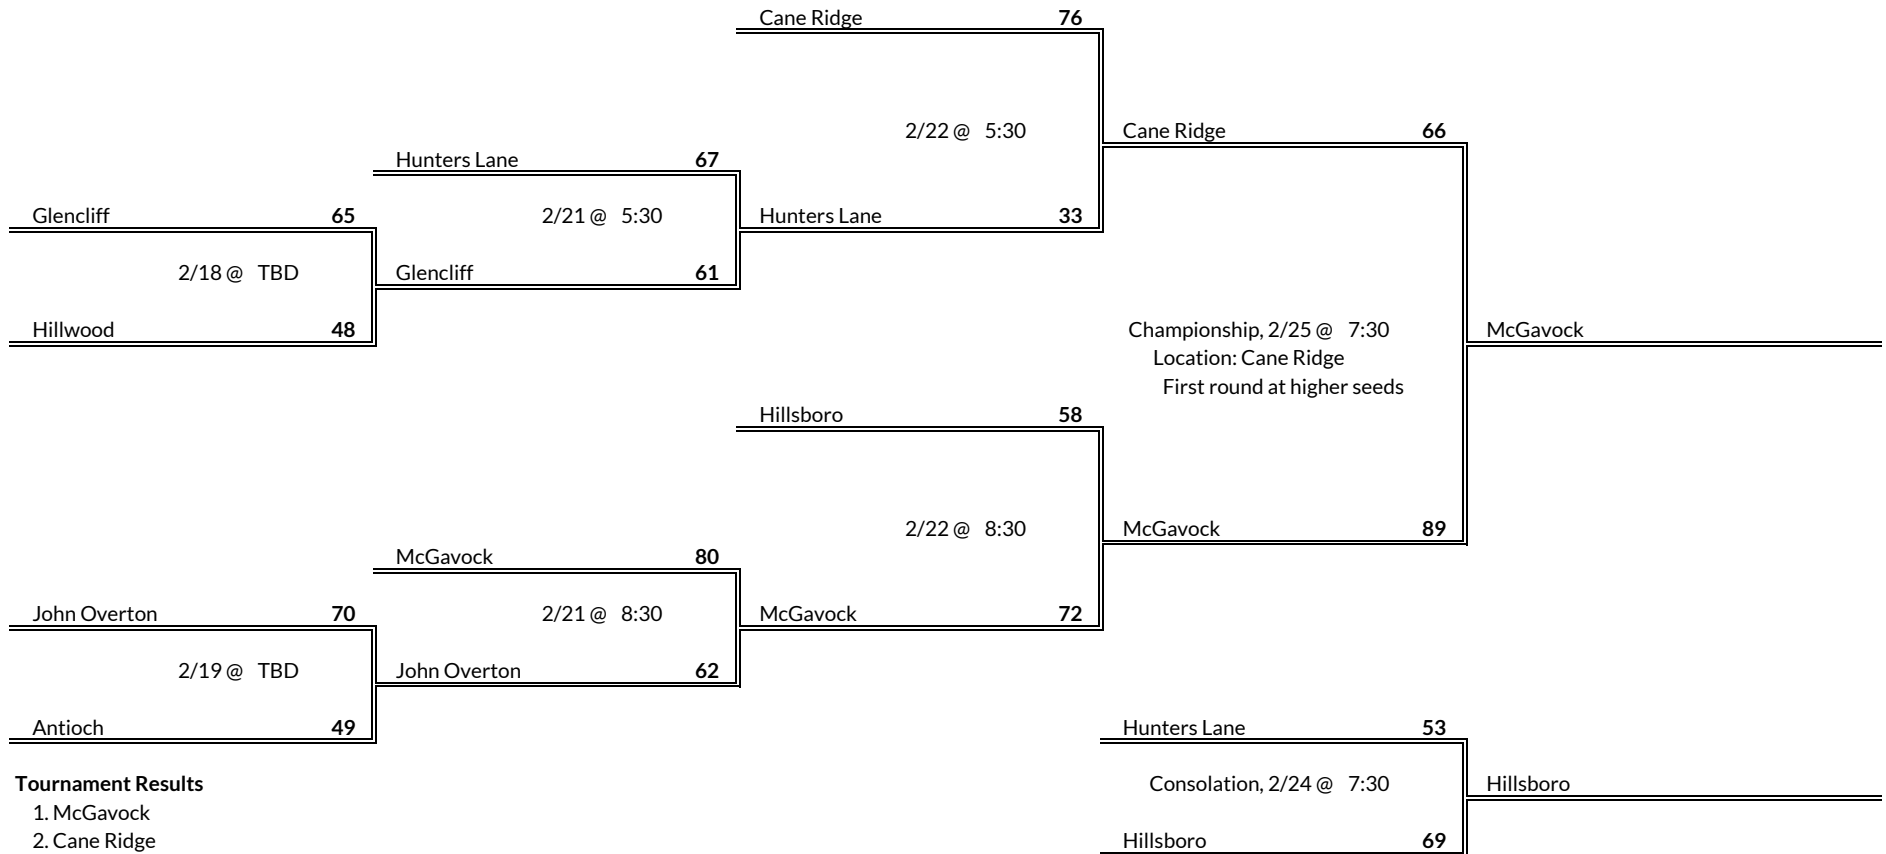 Cane Ridge 76
2/22 @ 5:30
Cane Ridge 66
Hunters Lane 67
Glencliff 65
2/21 @ 5:30
Hunters Lane 33
2/18 @ TBD
Glencliff 61
Hillwood 48
Championship, 2/25 @ 7:30
McGavock
Location: Cane Ridge
First round at higher seeds
Hillsboro 58
2/22 @ 8:30
McGavock 89
McGavock 80
John Overton 70
2/21 @ 8:30
McGavock 72
2/19 @ TBD
John Overton 62
Antioch 49
Hunters Lane 53
Tournament Results
Consolation, 2/24 @ 7:30
Hillsboro
1. McGavock
2. Cane Ridge
Hillsboro 69